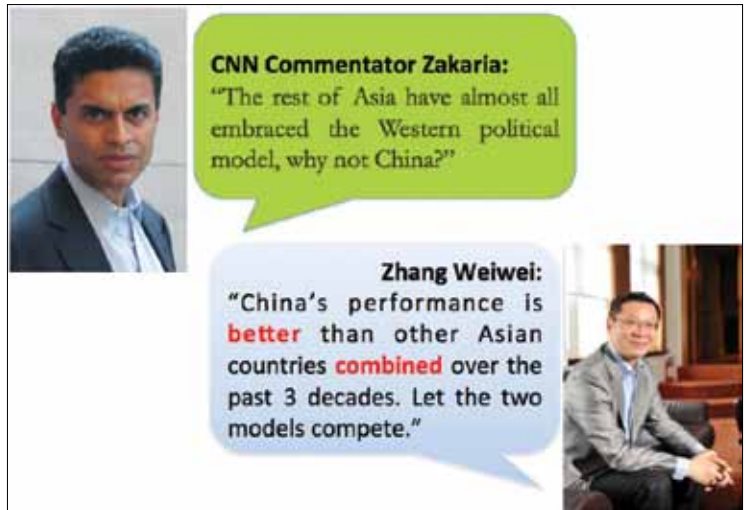 CNN Commentator Zakaria:
“The rest of Asia have almost all
embraced the Western political
model, why not China?”
Zhang Weiwei:
“China’s performance is
better than other Asian
countries combined over the
past 3 decades. Let the two
models compete.”